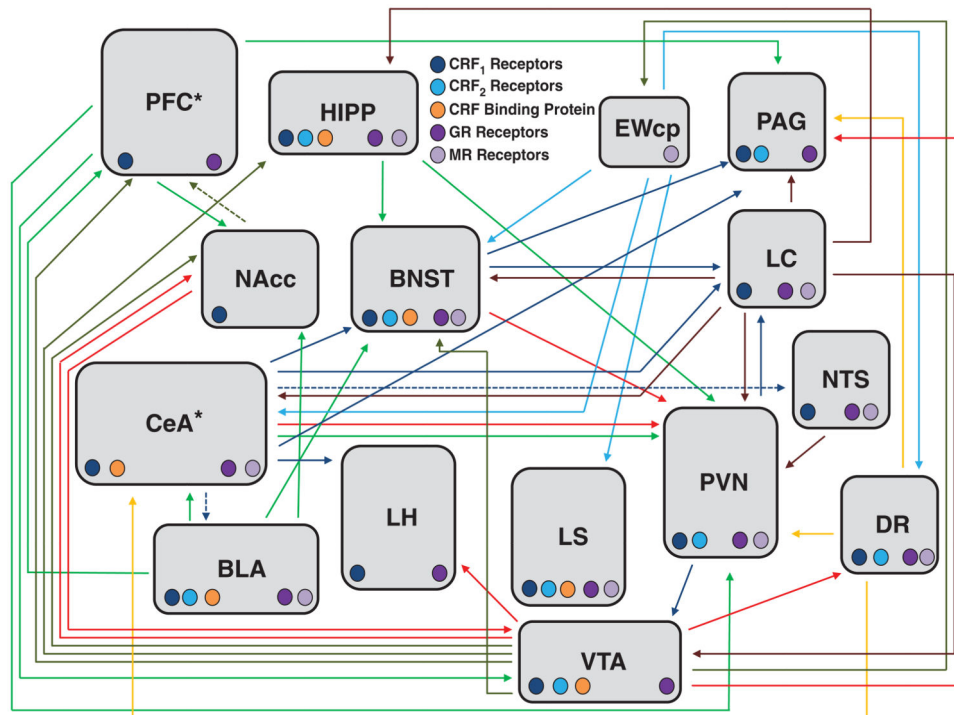 PFC*
HIPP
CRF1 Receptors
CRF2 Receptors
CRF Binding Protein
GR Receptors
MR Receptors
EWcp
PAG
NAcc
BNST
LC
CeA*
NTS
LH
LS
PVN
DR
BLA
VTA